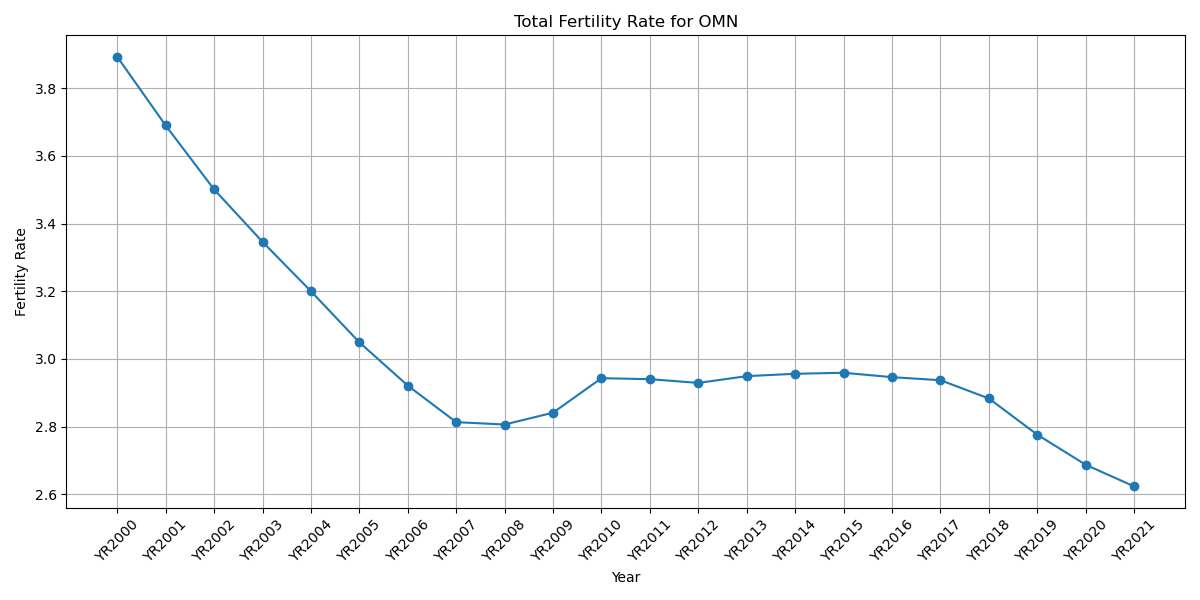 Total Fertility Rate for OMN
Fertility Rate
3.8
3.6
3.4
3.2
3.0
2.8
2.6
YR2000
YR2001
YR2002
YR2003
YR2004
YR2005
YR2006
YR2007
YR2008
YR2009
YR2010
YR2011
YR2012
YR2013
YR2014
YR2015
YR2016
YR2017
YR2018
YR2019
YR2020
YR2021
Year